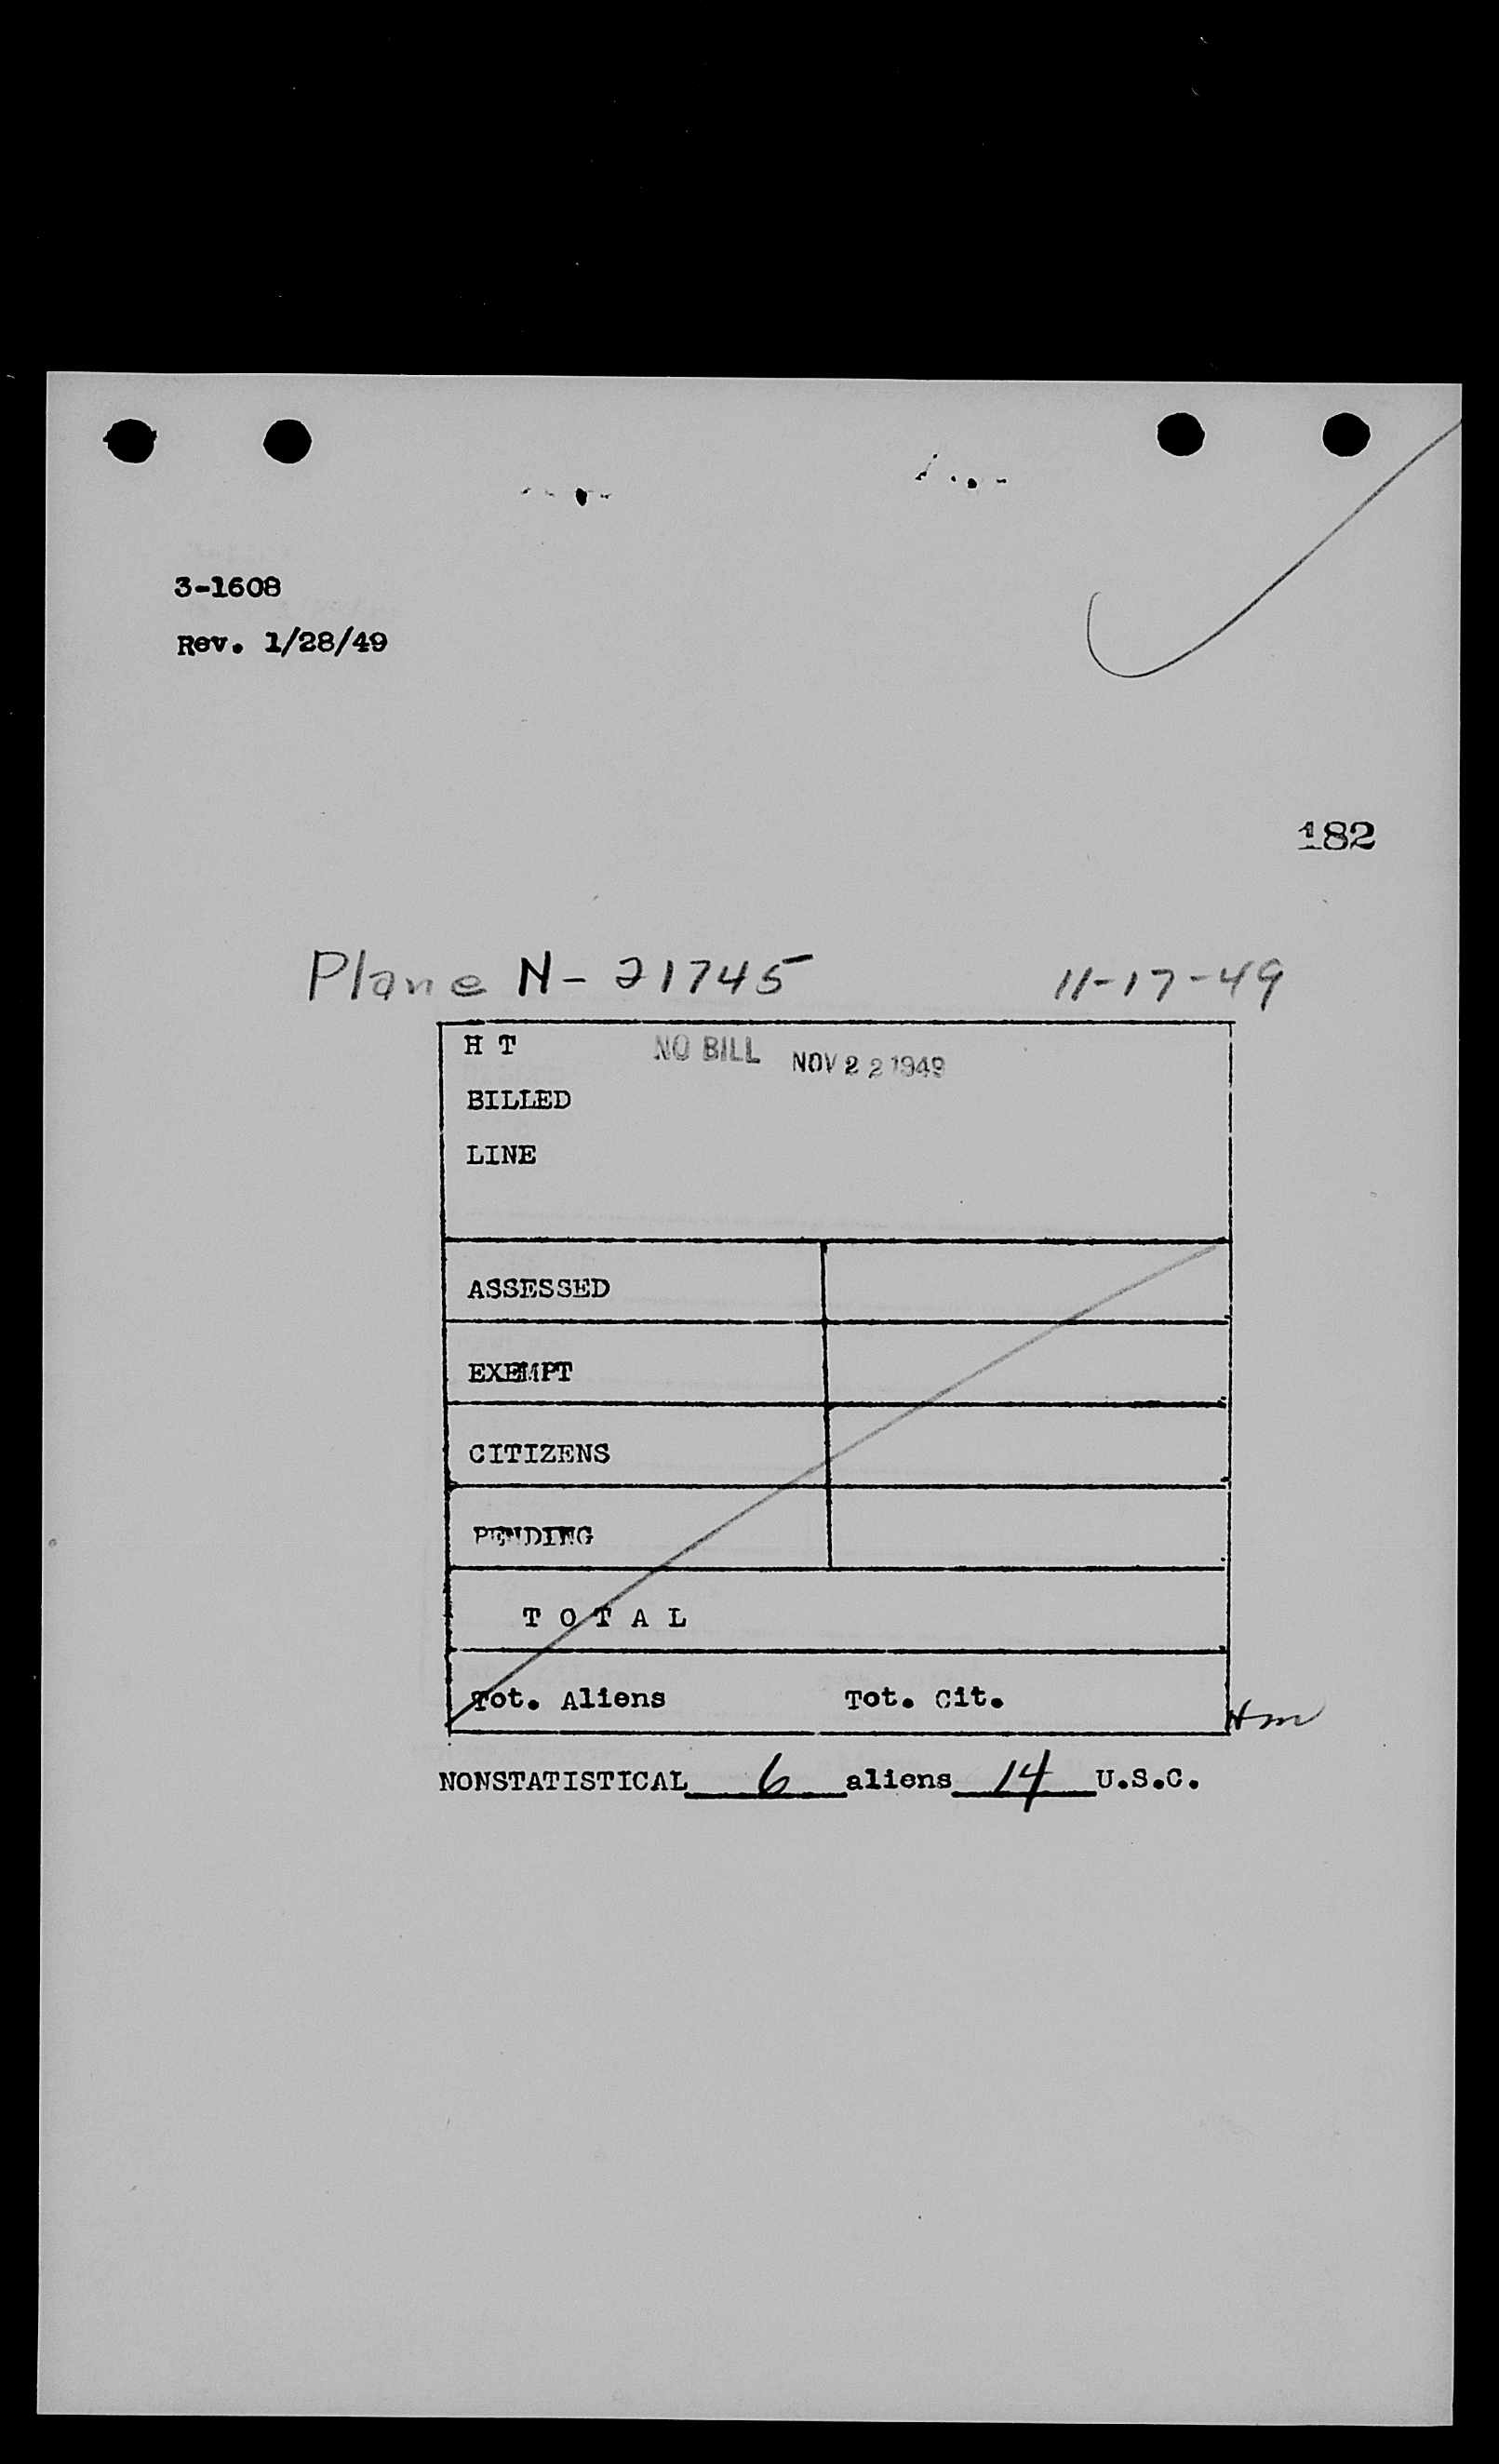 3-1608
Rev. 1/28/49
182
Plane N-21745 11-17-49
H T NO BILL NOV 22 1949
BILLED
LINE
ASSESSED
EXEMPT
CITIZENS
PENDING
T O T A L
Tot. Aliens Tot. Cit.
NONSTATISTICAL 6 aliens 14 U.S.C.